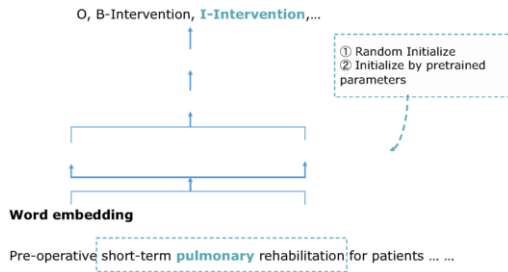 O, B-Intervention, I-Intervention,...
① Random Initialize
② Initialize by pretrained
parameters
Word embedding
Pre-operative short-term pulmonary rehabilitation for patients ... ...